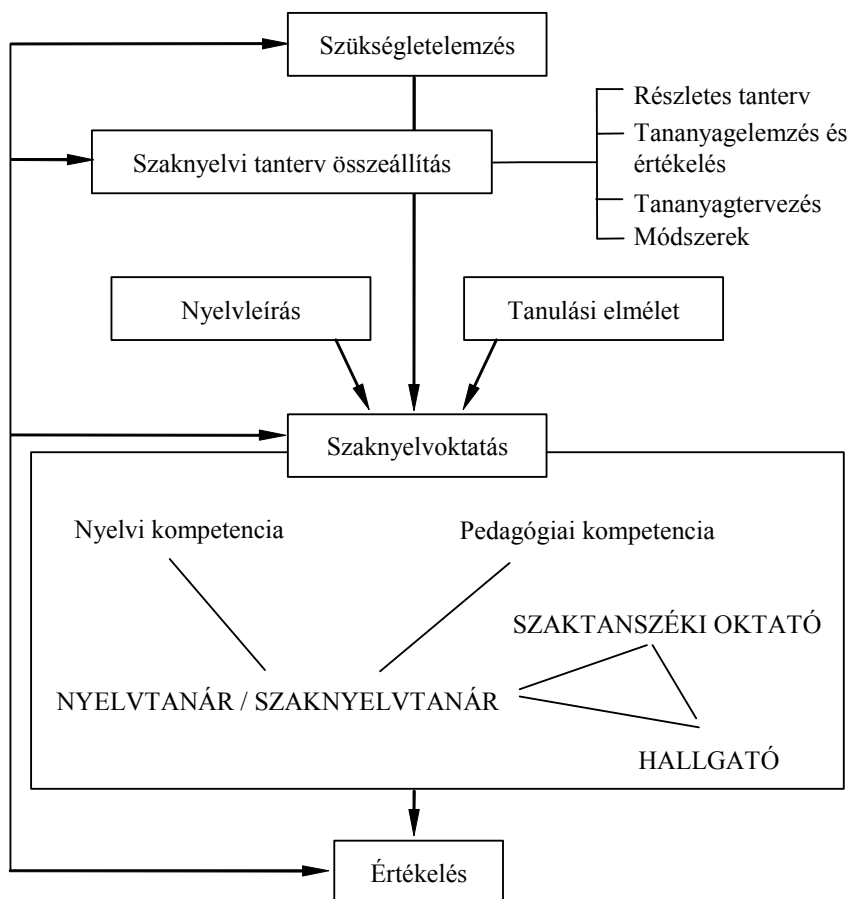 Szükségletelemzés
Részletes tanterv
Tananyagelemzés és
értékelés
Szaknyelvi tanterv összeállítás
Tananyagtervezés
Módszerek
Nyelvleírás
Tanulási elmélet
Szaknyelvoktatás
Nyelvi kompetencia
Pedagógiai kompetencia
SZAKTANSZÉKI OKTATÓ
NYELVTANÁR / SZAKNYELVTANÁR
HALLGATÓ
Értékelés